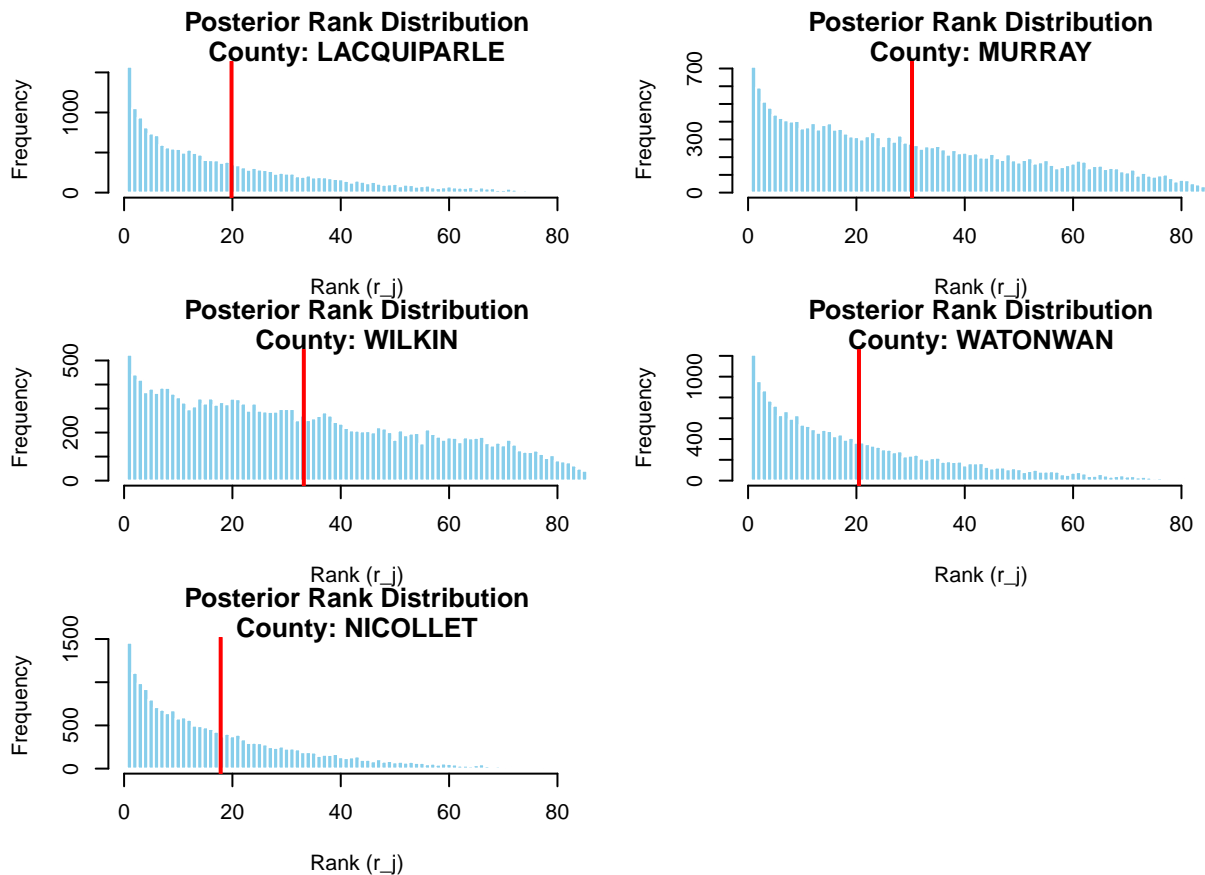 Posterior Rank Distribution
County: LACQUIPARLE
Frequency
0 1000
0 20 40 60 80
Rank (r_j)
Posterior Rank Distribution
County: MURRAY
Frequency
0 300 700
0 20 40 60 80
Rank (r_j)
Posterior Rank Distribution
County: WILKIN
Frequency
0 200 500
0 20 40 60 80
Rank (r_j)
Posterior Rank Distribution
County: WATONWAN
Frequency
0 400 1000
0 20 40 60 80
Rank (r_j)
Posterior Rank Distribution
County: NICOLLET
Frequency
0 500 1500
0 20 40 60 80
Rank (r_j)